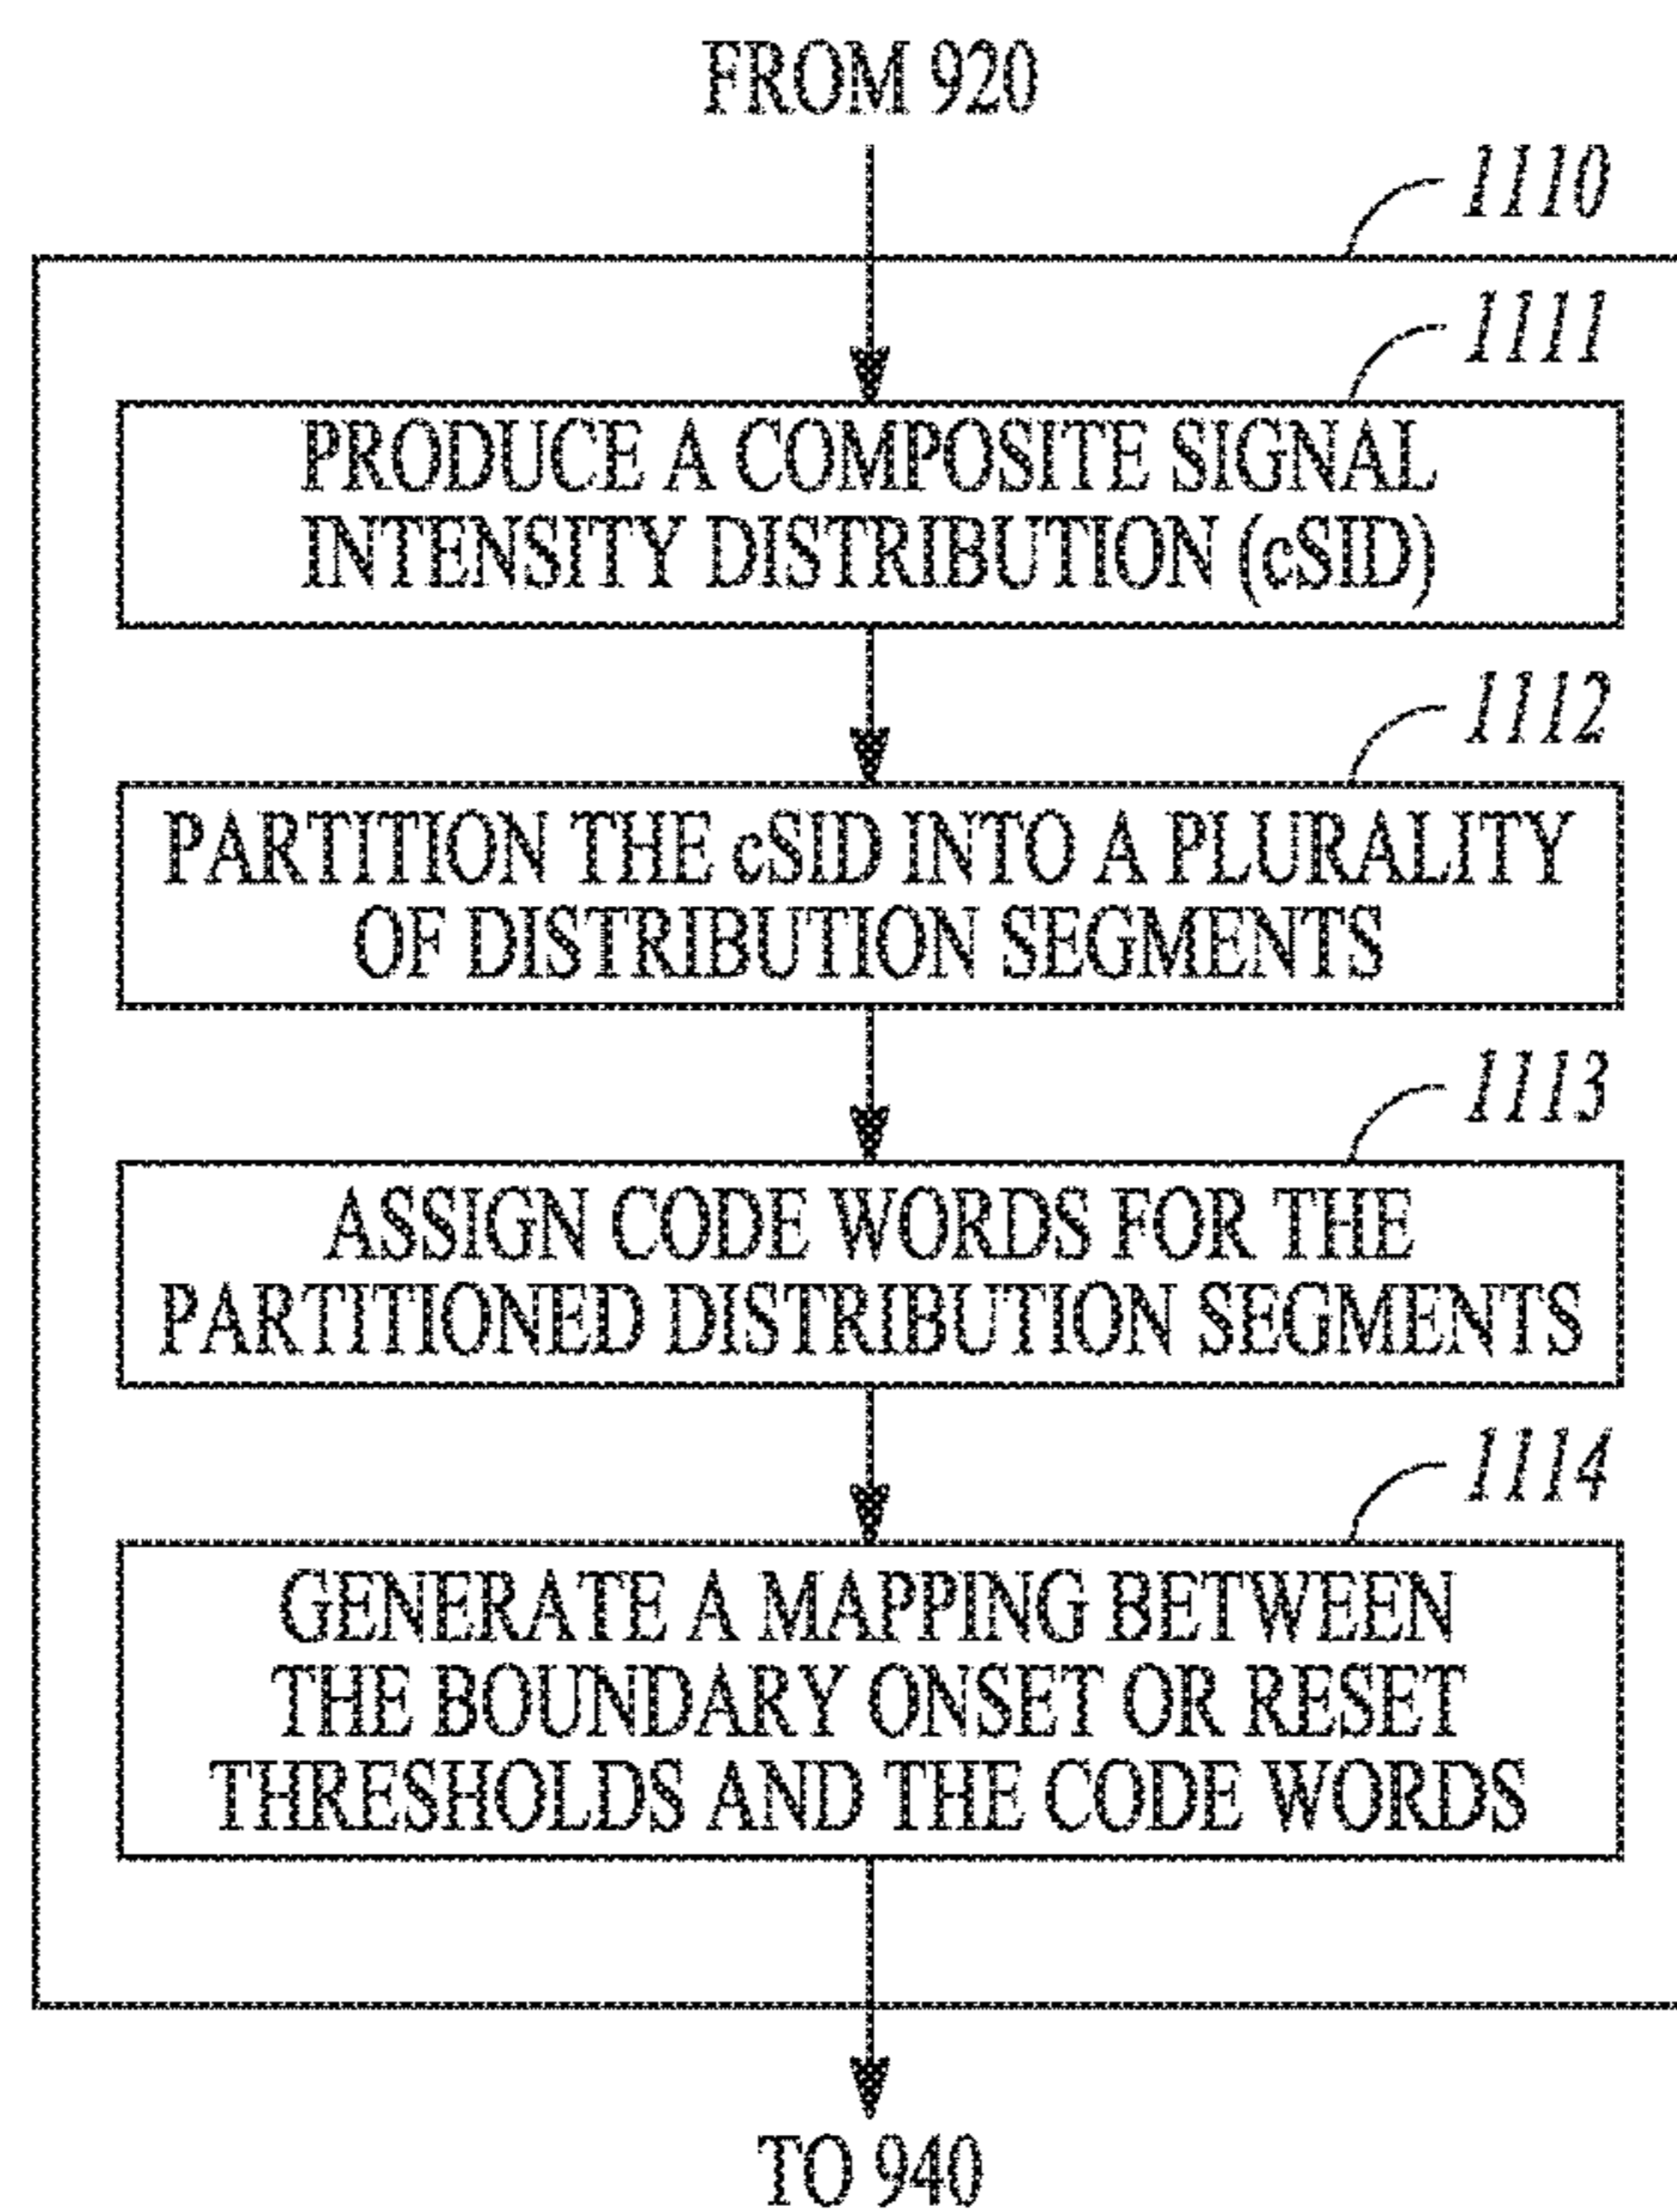 FROM 920
1110
1111
PRODUCE A COMPOSITE SIGNAL
INTENSITY DISTRIBUTION (cSID)
1112
PARTITION THE cSID INTO A PLURALITY
OF DISTRIBUTION SEGMENTS
1113
ASSIGN CODE WORDS FOR THE
PARTITIONED DISTRIBUTION SEGMENTS
1114
GENERATE A MAPPING BETWEEN
THE BOUNDARY ONSET OR RESET
THRESHOLDS AND THE CODE WORDS
TO 940